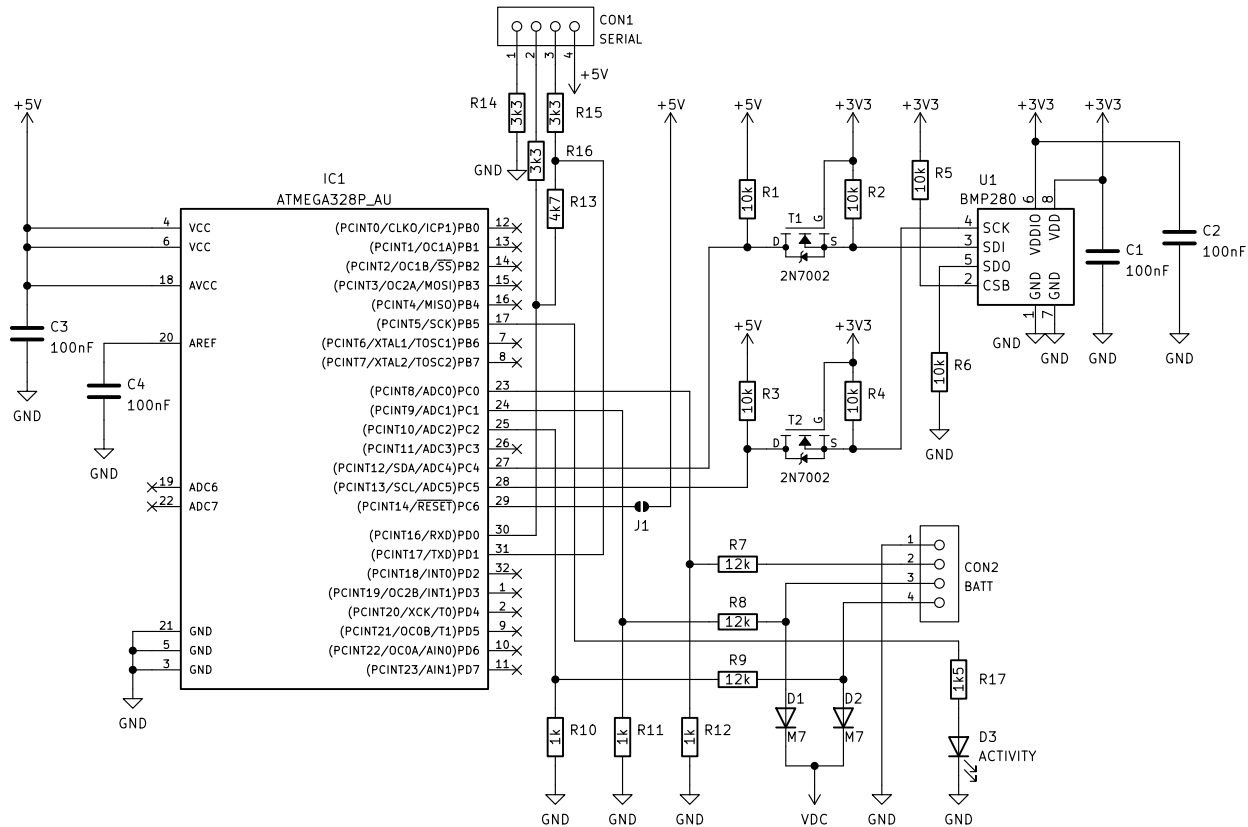 CON1
SERIAL
1
2
3
4
+5V
+5V
R14
3k3
3k3
R15
GND
3k3
R16
4k7
R13
+5V
+5V
+3V3
+3V3
+3V3
+3V3
IC1
ATMEGA328P_AU
4 VCC
6 VCC
18 AVCC
20 AREF
19 ADC6
22 ADC7
21 GND
5 GND
3 GND
GND
(PCINT0/CLKO/ICP1)PB0 12
(PCINT1/OC1A)PB1 13
(PCINT2/OC1B/SS)PB2 14
(PCINT3/OC2A/MOSI)PB3 15
(PCINT4/MISO)PB4 16
(PCINT5/SCK)PB5 17
(PCINT6/XTAL1/TOSC1)PB6 7
(PCINT7/XTAL2/TOSC2)PB7 8
(PCINT8/ADC0)PC0 23
(PCINT9/ADC1)PC1 24
(PCINT10/ADC2)PC2 25
(PCINT11/ADC3)PC3 26
(PCINT12/SDA/ADC4)PC4 27
(PCINT13/SCL/ADC5)PC5 28
(PCINT14/RESET)PC6 29
(PCINT16/RXD)PD0 30
(PCINT17/TXD)PD1 31
(PCINT18/INT0)PD2 32
(PCINT19/OC2B/INT1)PD3 1
(PCINT20/XCK/T0)PD4 2
(PCINT21/OC0B/T1)PD5 9
(PCINT22/OC0A/AIN0)PD6 10
(PCINT23/AIN1)PD7 11
C3
100nF
GND
C4
100nF
GND
10k
R1
10k
R2
T1
D
G
S
2N7002
+5V
+3V3
10k
R3
10k
R4
T2
D
G
S
2N7002
10k
R5
U1
BMP280
4 SCK
3 SDI
5 SDO
2 CSB
6 VDDIO
8 VDD
GND 1
GND 7
GND
GND
C1
100nF
GND
C2
100nF
GND
10k
R6
GND
J1
R7
12k
R8
12k
R9
12k
1
2
3
4
CON2
BATT
1k
R10
GND
1k
R11
GND
1k
R12
GND
D1
M7
D2
M7
VDC
GND
1k5
R17
D3
ACTIVITY
GND